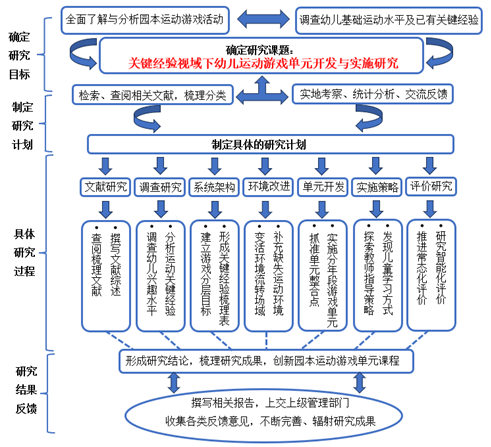 全面了解与分析园本运动游戏活动
调查幼儿基础运动水平及已有关键经验
确定
研究
目标
确定研究课题：
关键经验视域下幼儿运动游戏单元开发与实施研究
制定
研究
计划
检索、查阅相关文献，梳理分类
实地考察、统计分析、交流反馈
制定具体的研究计划
具体
研究
过程
文献研究
调查研究
系统架构
环境改进
单元开发
实施策略
评价研究
• 撰写文献综述
• 查阅梳理文献
• 分析运动关键经验
• 调查幼儿兴趣水平
• 形成关键经验梳理表
• 建立游戏分层目标
• 补充缺失运动环境
• 变活环境流转场域
• 实施分年段游戏单元
• 抓准单元整合点
• 发现儿童学习方式
• 探索教师指导策略
• 研究智能化评价
• 推进常态化评价
研究
结果
反馈
形成研究结论，梳理研究成果，创新园本运动游戏单元课程
撰写相关报告，上交上级管理部门
收集各类反馈意见，不断完善、辐射研究成果